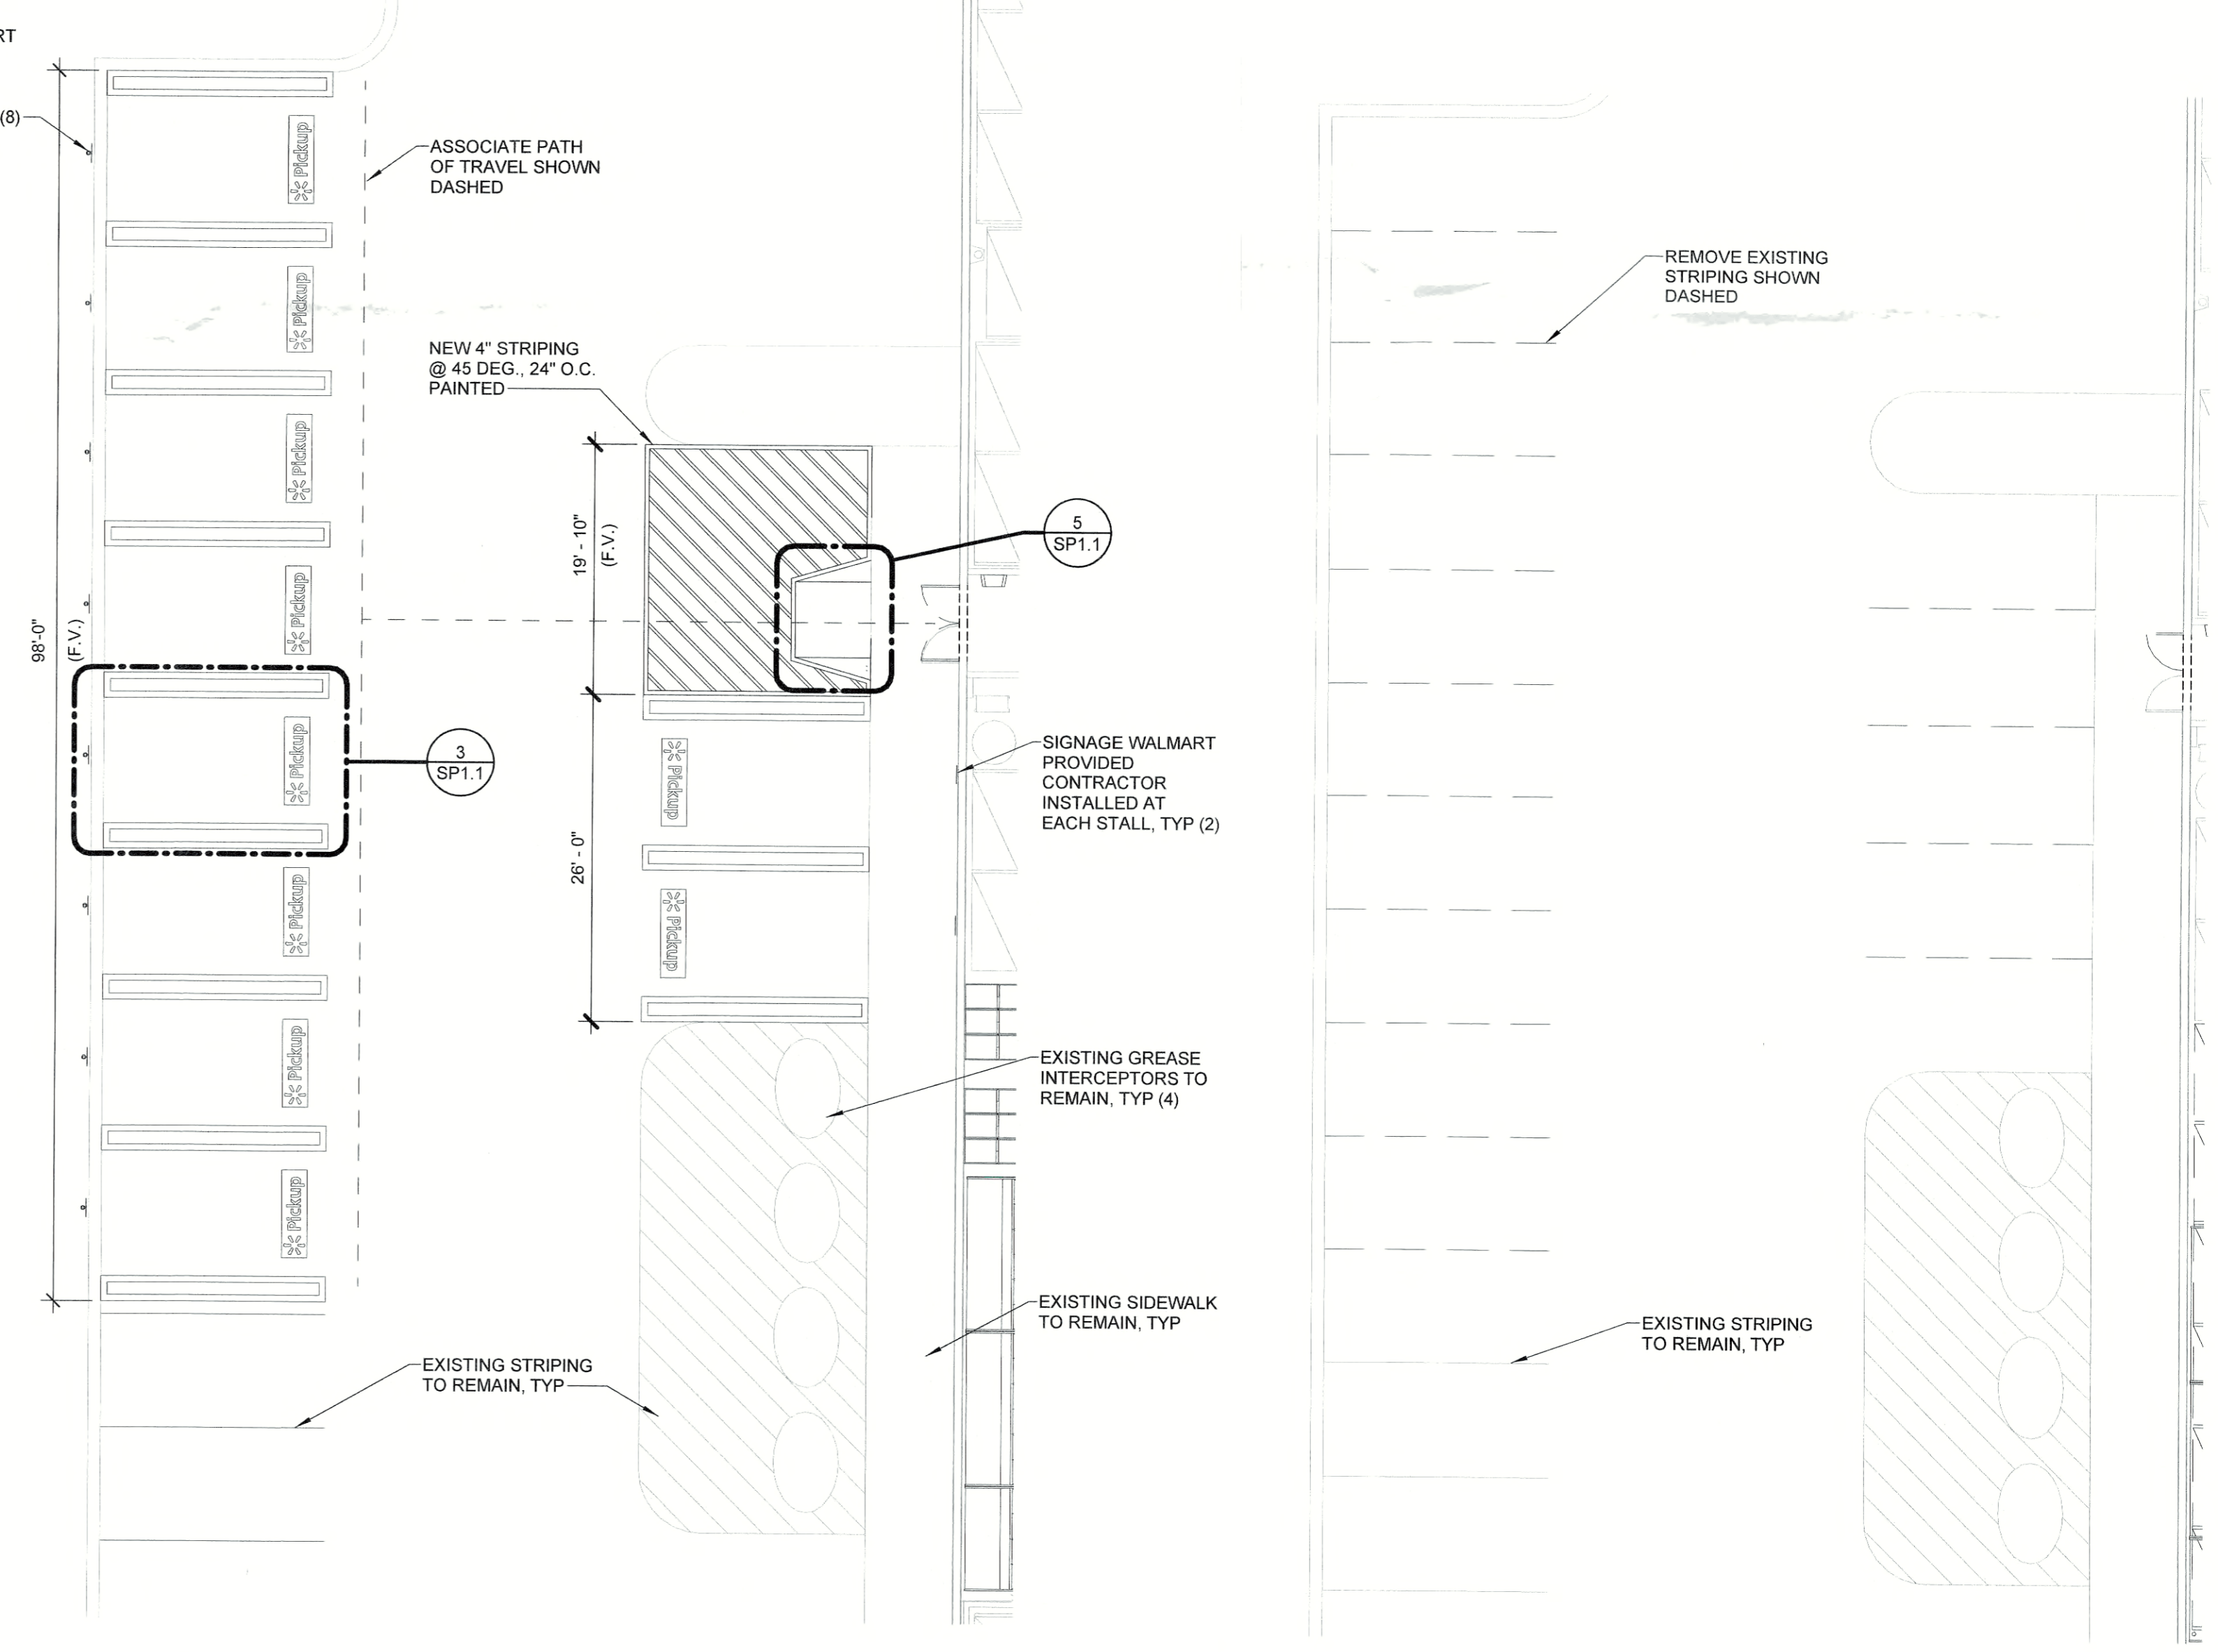 RT
(8)
98'-0"
(F.V.)
Pickup
Pickup
Pickup
Pickup
Pickup
Pickup
Pickup
Pickup
ASSOCIATE PATH
OF TRAVEL SHOWN
DASHED
3
SP1.1
NEW 4" STRIPING
@ 45 DEG., 24" O.C.
PAINTED
19' - 10"
(F.V.)
5
SP1.1
26' - 0"
Pickup
Pickup
SIGNAGE WALMART
PROVIDED
CONTRACTOR
INSTALLED AT
EACH STALL, TYP (2)
EXISTING GREASE
INTERCEPTORS TO
REMAIN, TYP (4)
EXISTING SIDEWALK
TO REMAIN, TYP
EXISTING STRIPING
TO REMAIN, TYP
REMOVE EXISTING
STRIPING SHOWN
DASHED
EXISTING STRIPING
TO REMAIN, TYP